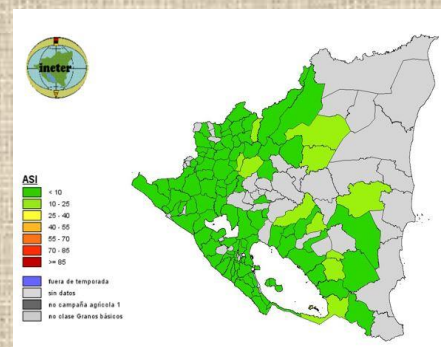 ineter
ASI
< 10
10 - 25
25 - 40
40 - 55
55 - 70
70 - 85
>= 85
fuera de temporada
sin datos
no campaña agrícola 1
no clase Granos básicos